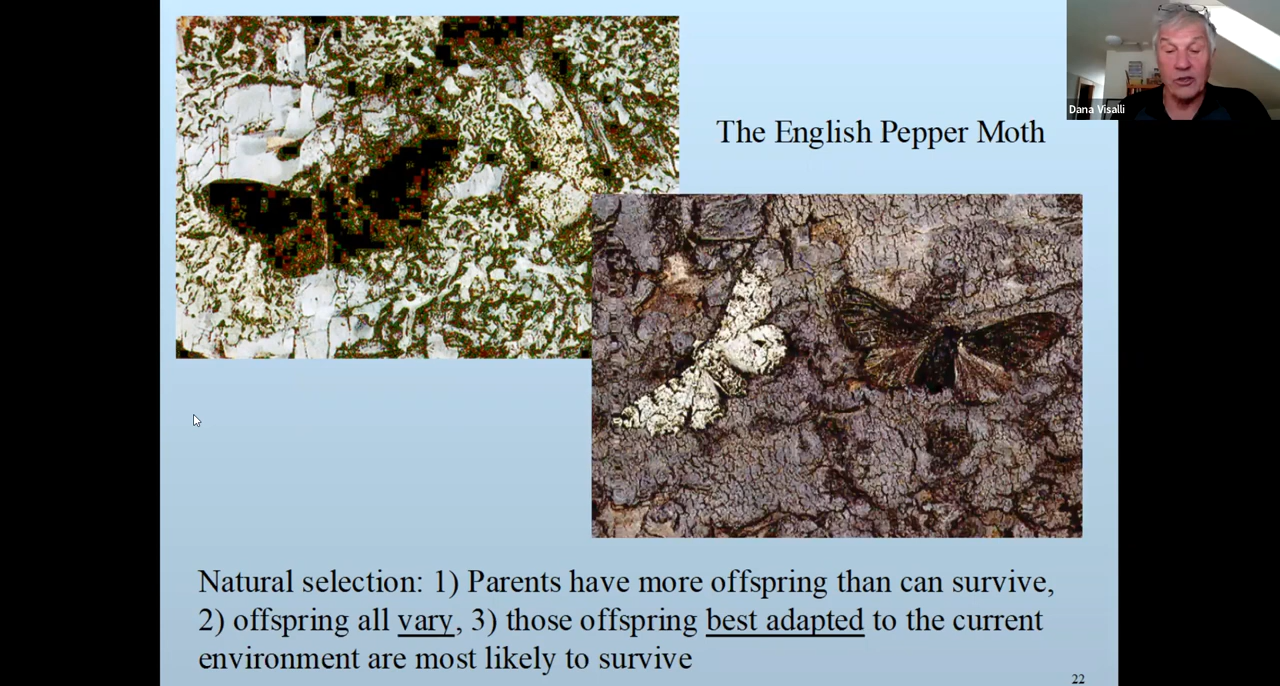 Dana Visalli
The English Pepper Moth
Natural selection: 1) Parents have more offspring than can survive,
2) offspring all vary, 3) those offspring best adapted to the current
environment are most likely to survive
22